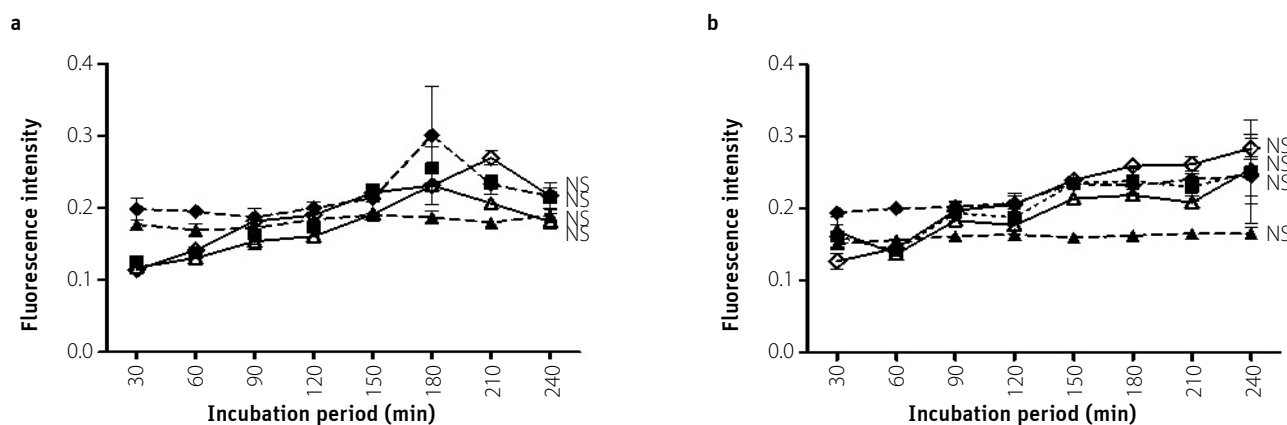 a
0.4
0.3
0.2
0.1
0.0
Fluorescence intensity
NS
NS
NS
NS
30
60
90
120
150
180
210
240
Incubation period (min)
b
0.4
0.3
0.2
0.1
0.0
Fluorescence intensity
NS
NS
NS
NS
30
60
90
120
150
180
210
240
Incubation period (min)